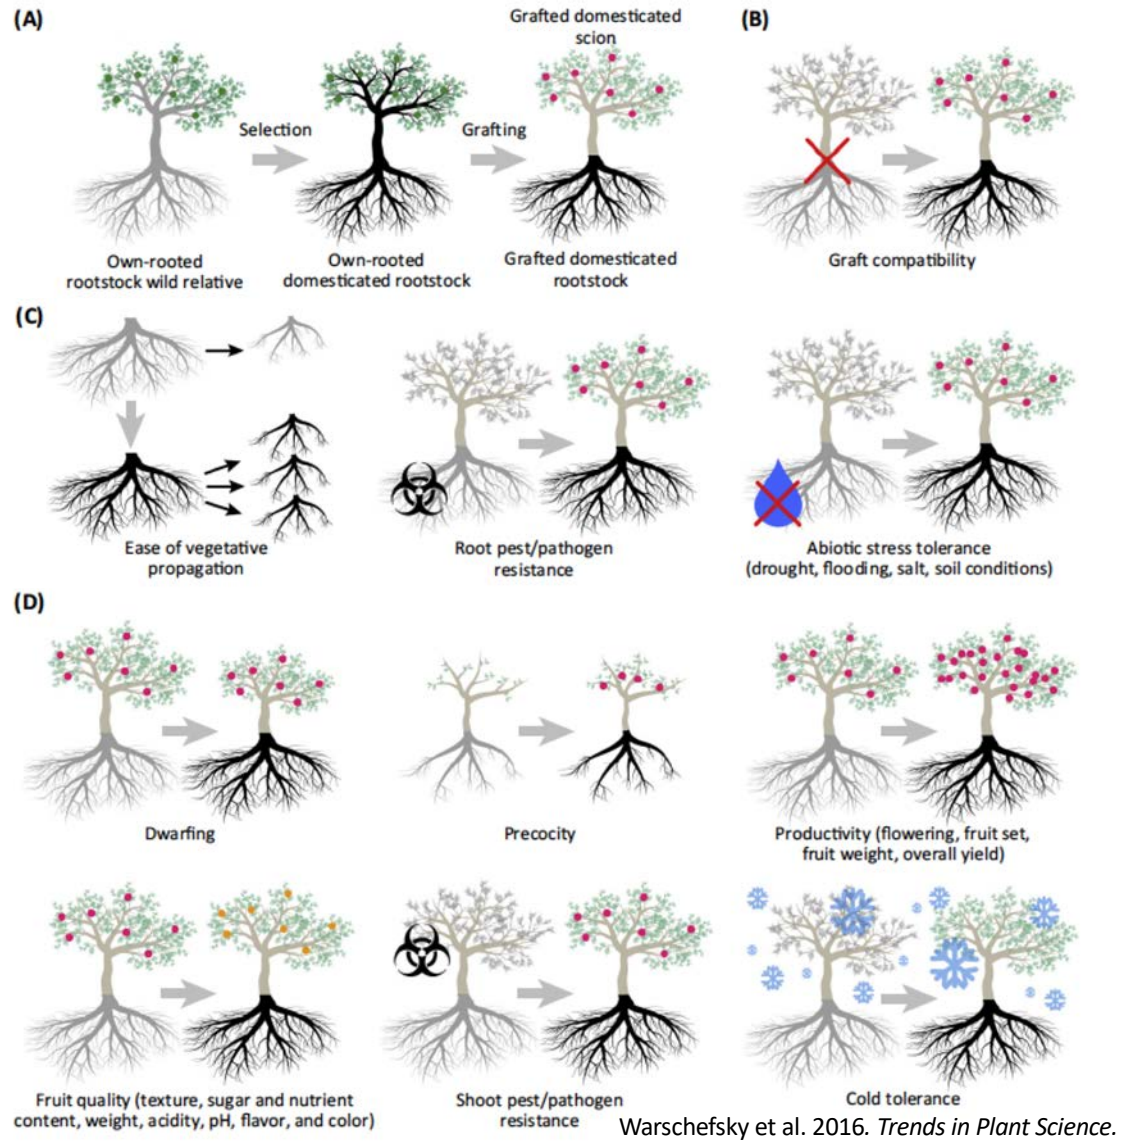 (A)
Grafted domesticated
scion
(B)
Selection
Grafting
Own-rooted
rootstock wild relative
Own-rooted
domesticated rootstock
Grafted domesticated
rootstock
Graft compatibility
(C)
Ease of vegetative
propagation
Root pest/pathogen
resistance
Abiotic stress tolerance
(drought, flooding, salt, soil conditions)
(D)
Dwarfing
Precocity
Productivity (flowering, fruit set,
fruit weight, overall yield)
Fruit quality (texture, sugar and nutrient
content, weight, acidity, pH, flavor, and color)
Shoot pest/pathogen
resistance
Cold tolerance
Warschefsky et al. 2016. Trends in Plant Science.